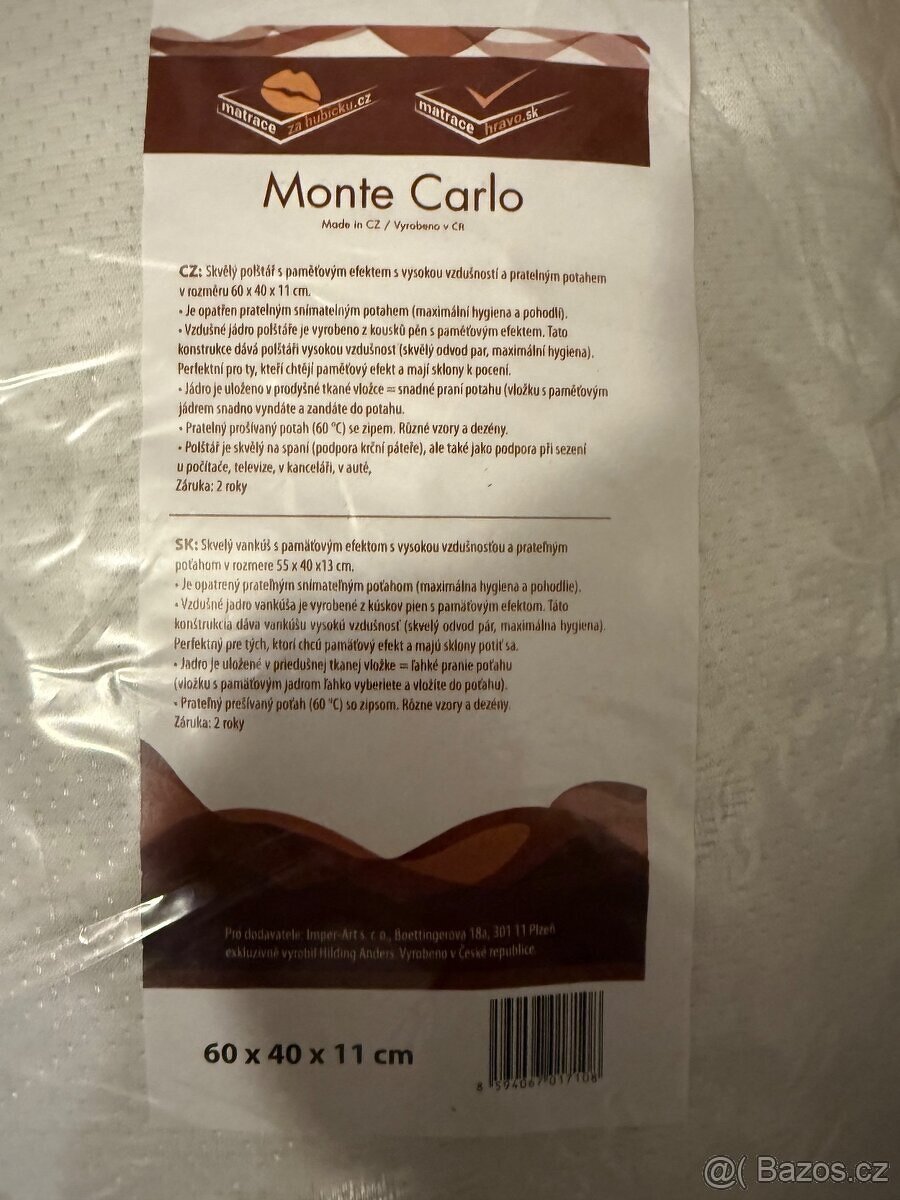 matrace za hubicku.cz
matrace hravo.sk
Monte Carlo
Made in CZ / Vyrobeno v ČR
CZ: Skvělý polštář s paměťovým efektem s vysokou vzdušností a pratelným potahem
v rozměru 60 x 40 x 11 cm.
• Je opatřen pratelným snímatelným potahem (maximální hygiena a pohodlí).
• Vzdušné jádro polštáře je vyrobeno z kousků pěn s paměťovým efektem. Tato
konstrukce dává polštáři vysokou vzdušnost (skvělý odvod par, maximální hygiena).
Perfektní pro ty, kteří chtějí paměťový efekt a mají sklony k pocení.
• Jádro je uloženo v prodyšné tkané vložce = snadné praní potahu (vložku s paměťovým
jádrem snadno vyndáte a zandáte do potahu.
• Pratelný prošívaný potah (60 °C) se zipem. Různé vzory a dezény.
• Polštář je skvělý na spaní (podpora krční páteře), ale také jako podpora při sezení
u počítače, televize, v kanceláři, v autě,
Záruka: 2 roky
SK: Skvelý vankúš s pamäťovým efektom s vysokou vzdušnosťou a prateľným
poťahom v rozmere 55 x 40 x13 cm.
• Je opatrený prateľným snímateľným poťahom (maximálna hygiena a pohodlie).
• Vzdušné jadro vankúša je vyrobené z kúskov pien s pamäťovým efektom. Táto
konštrukcia dáva vankúšu vysokú vzdušnosť (skvelý odvod pár, maximálna hygiena).
Perfektný pre tých, ktorí chcú pamäťový efekt a majú sklony potiť sa.
• Jadro je uložené v priedušnej tkanej vložke = ľahké pranie poťahu
(vložku s pamäťovým jadrom ľahko vyberiete a vložíte do poťahu).
• Prateľný prešívaný poťah (60 °C) so zipsom. Rôzne vzory a dezény.
Záruka: 2 roky
Pro dodavatele: Imper-Art s. r. o., Boettingerova 18a, 301 11 Plzeň
exkluzivně vyrobil Hilding Anders. Vyrobeno v České republice.
60 x 40 x 11 cm
8 594067 017108
@( Bazos.cz